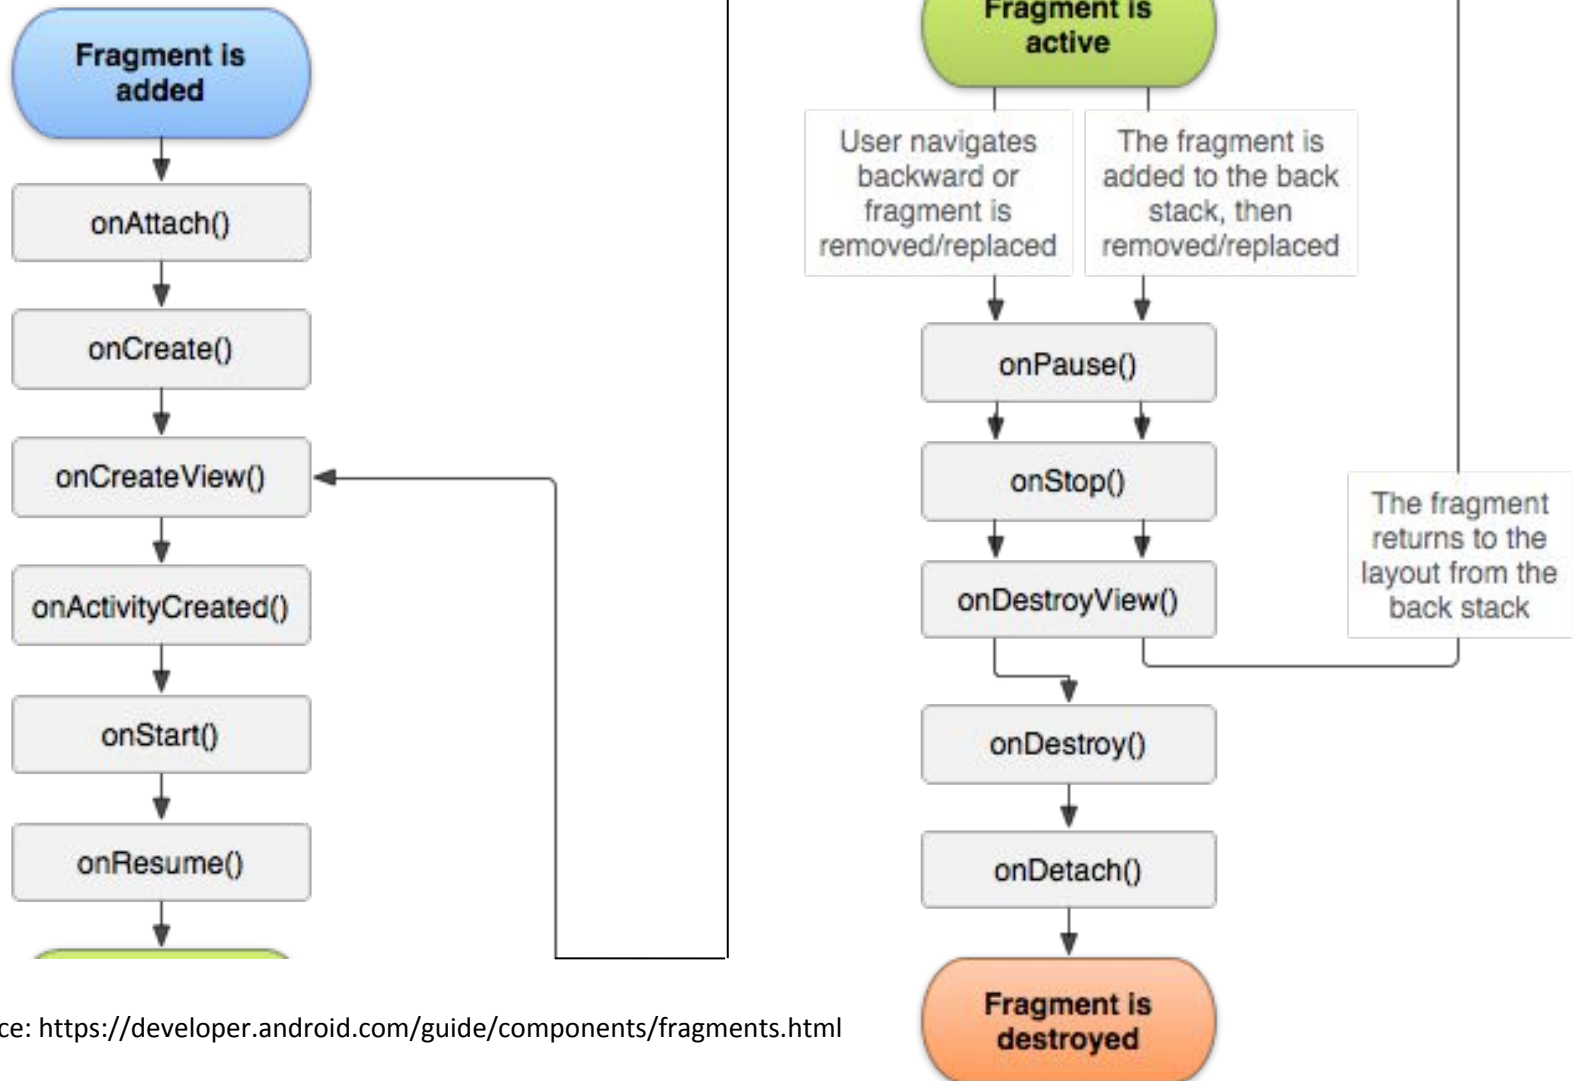 Fragment is
added
onAttach()
onCreate()
onCreateView()
onActivityCreated()
onStart()
onResume()
Fragment is
active
User navigates
backward or
fragment is
removed/replaced
The fragment is
added to the back
stack, then
removed/replaced
onPause()
onStop()
onDestroyView()
The fragment
returns to the
layout from the
back stack
onDestroy()
onDetach()
Fragment is
destroyed
ce: https://developer.android.com/guide/components/fragments.html